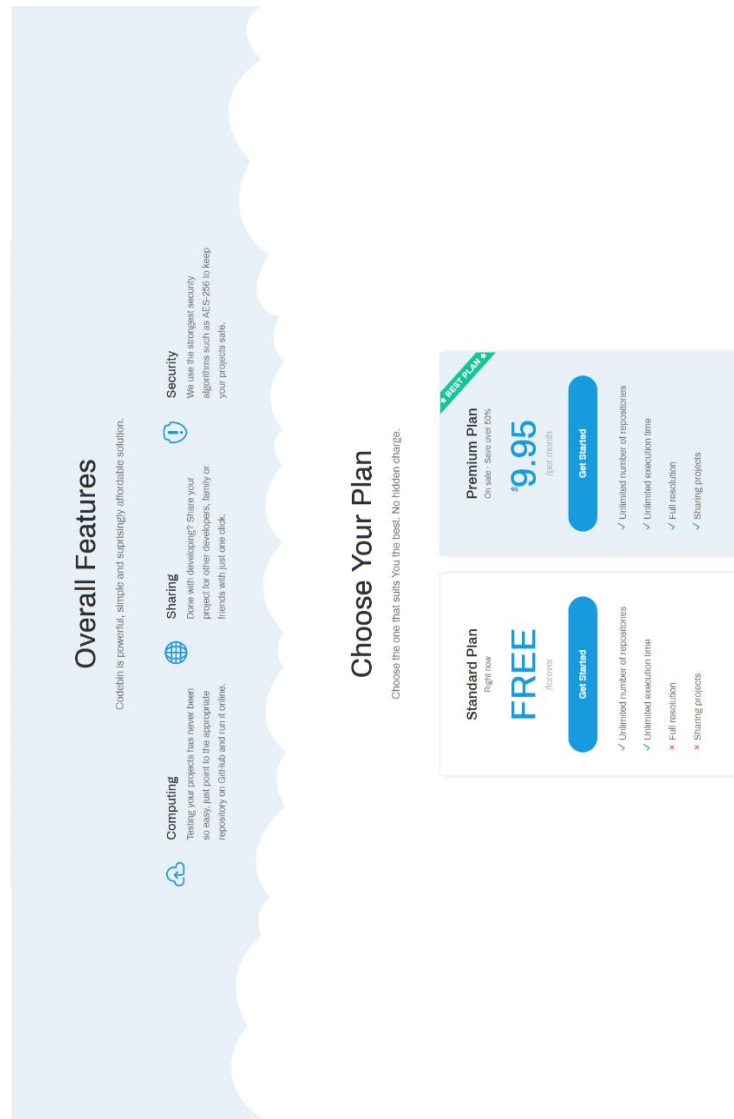 Overall Features
Codebin is powerful, simple and suprisingly affordable solution.
Computing
Testing your projects has never been
so easy, just point to the appropriate
repository on GitHub and run it online.
Sharing
Done with developing? Share your
project for other developers, family or
friends with just one click.
Security
We use the strongest security
algorithms such as AES-256 to keep
your projects safe.
Choose Your Plan
Choose the one that suits You the best. No hidden charge.
Standard Plan
Right now
FREE
/forever
Get Started
✓ Unlimited number of repositories
✓ Unlimited execution time
× Full resolution
× Sharing projects
★ BEST PLAN ★
Premium Plan
On sale - Save over 50%
$9.95
/per month
Get Started
✓ Unlimited number of repositories
✓ Unlimited execution time
✓ Full resolution
✓ Sharing projects